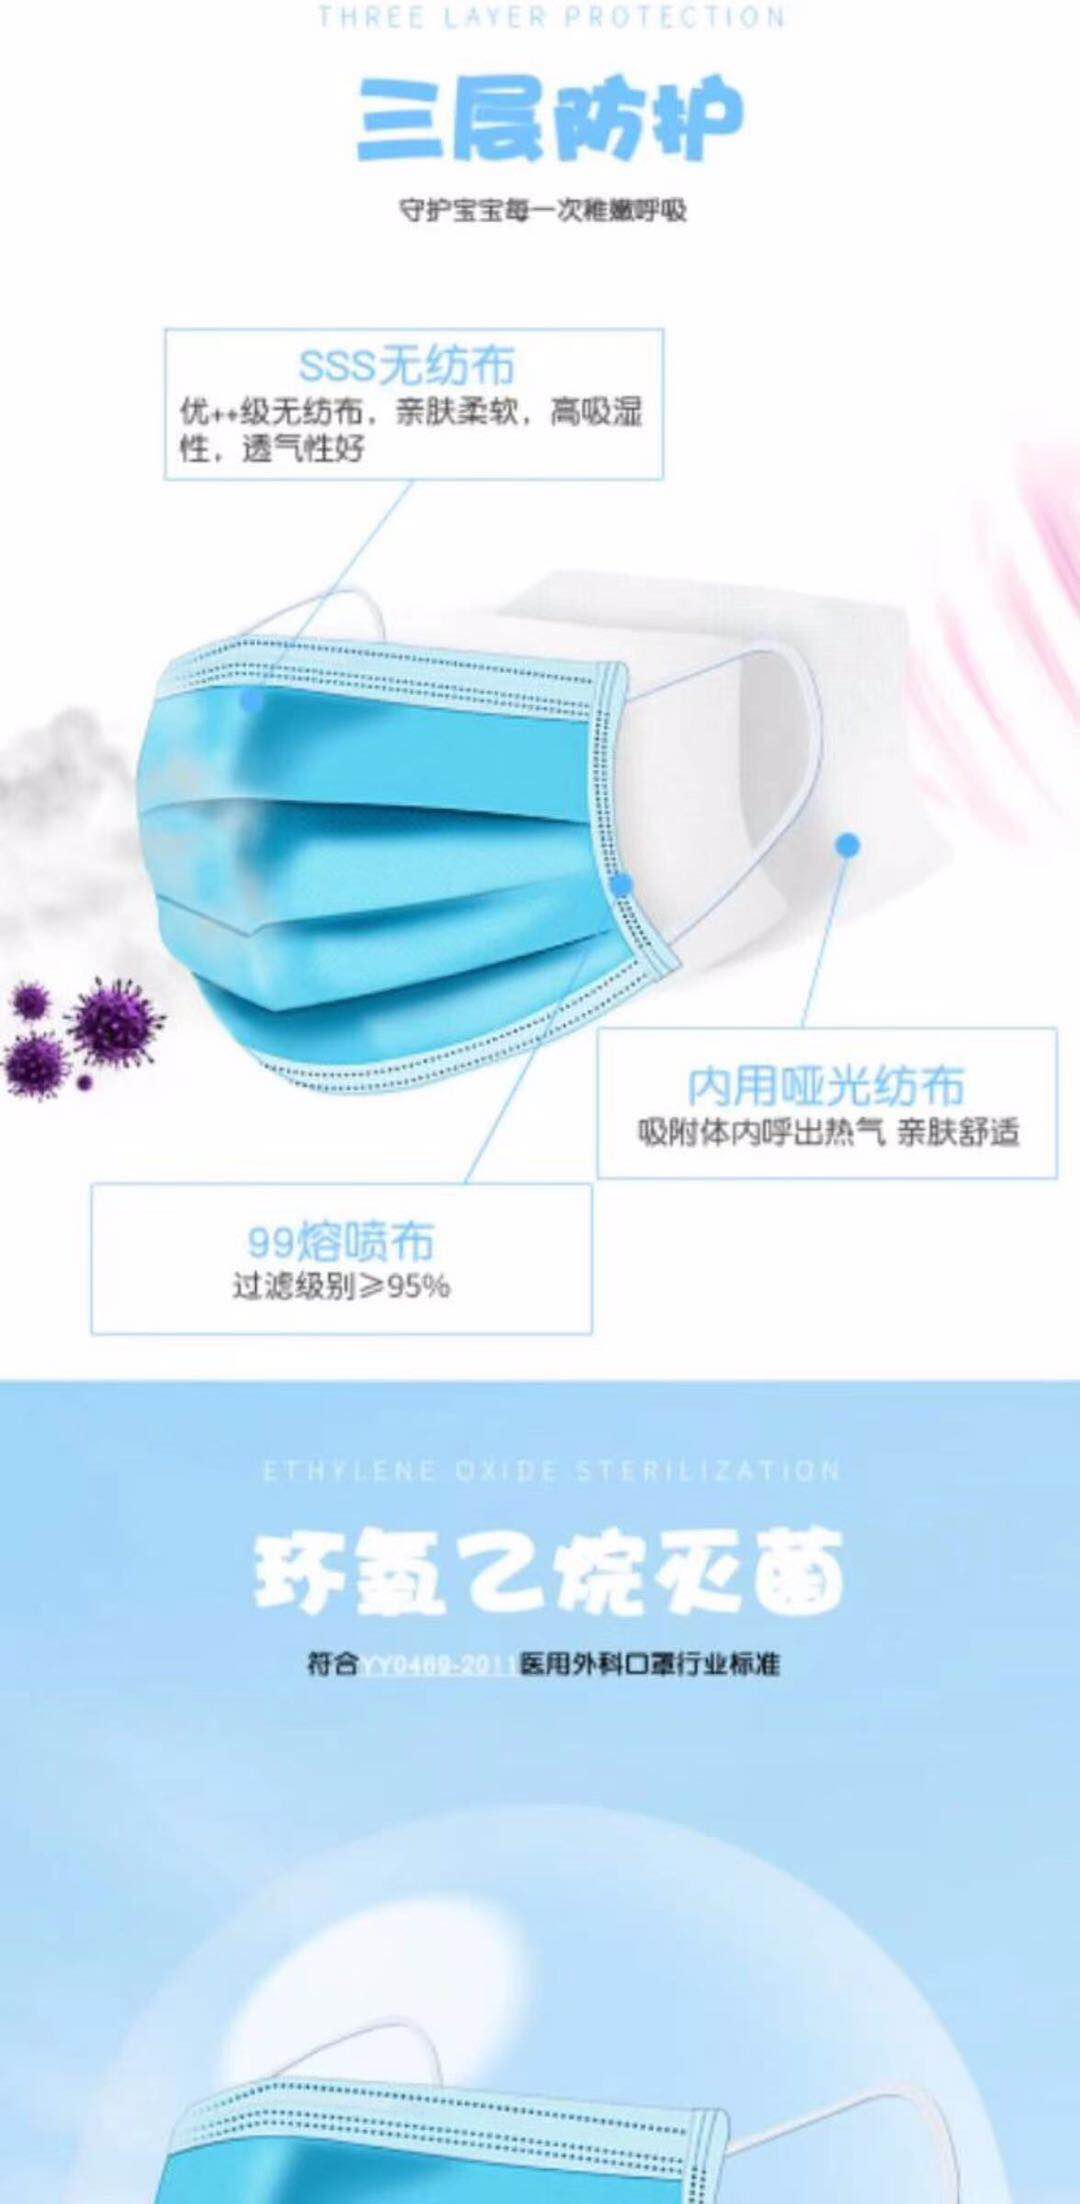 THREE LAYER PROTECTION
三层防护
守护宝宝每一次稚嫩呼吸
SSS无纺布
优++级无纺布，亲肤柔软，高吸湿
性，透气性好
内用哑光纺布
吸附体内呼出热气 亲肤舒适
99熔喷布
过滤级别≥95%
ETHYLENE OXIDE STERILIZATION
环氧乙烷灭菌
符合YY0469-2011医用外科口罩行业标准